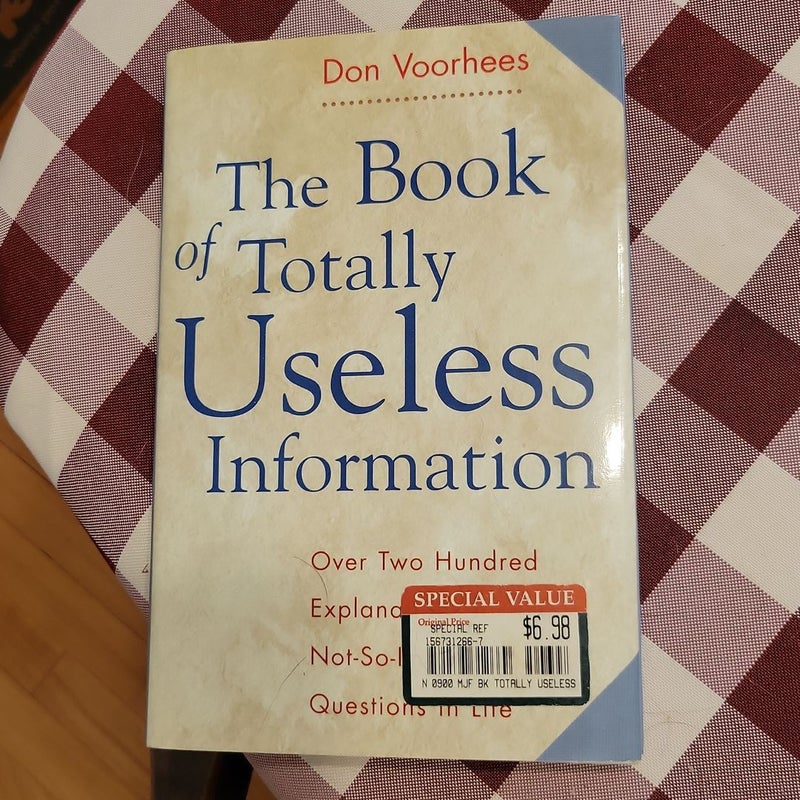 Don Voorhees
The Book
of Totally
Useless
Information
Over Two Hundred
SPECIAL VALUE
Original Price
SPECIAL REF $6.98
156731266-7
N 0900 MJF BK TOTALLY USELESS
Not-So-
Questions in Life